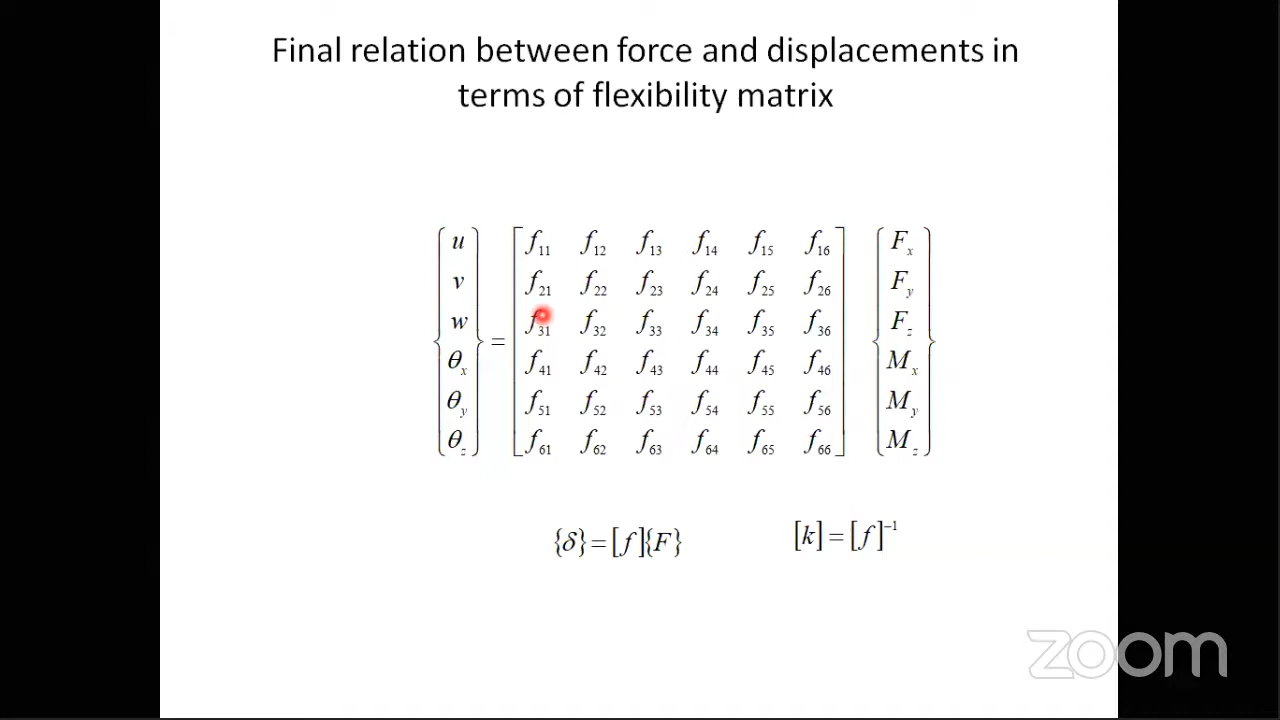 Final relation between force and displacements in
terms of flexibility matrix
u f11 f12 f13 f14 f15 f16 Fx
v f21 f22 f23 f24 f25 f26 Fy
w f31 f32 f33 f34 f35 f36 Fz
=
θx f41 f42 f43 f44 f45 f46 Mx
θy f51 f52 f53 f54 f55 f56 My
θz f61 f62 f63 f64 f65 f66 Mz
{δ}=[f]{F} [k]=[f]⁻¹
zoom